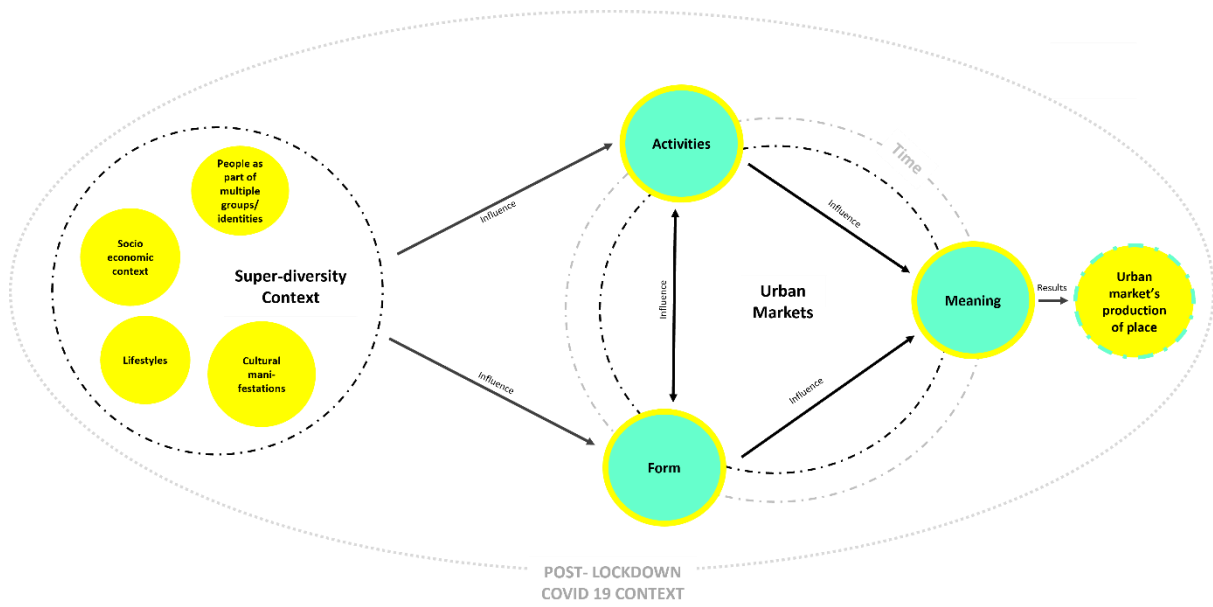 People as
part of
multiple
groups/
identities
Socio
economic
context
Super-diversity
Context
Lifestyles
Cultural
mani-
festations
Influence
Influence
Activities
Time
Influence
Influence
Urban
Markets
Form
Influence
Meaning
Results
Urban
market's
production
of place
POST- LOCKDOWN
COVID 19 CONTEXT